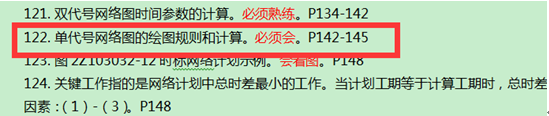 121. 双代号网络图时间参数的计算。必须熟练。P134-142
122. 单代号网络图的绘图规则和计算。必须会。P142-145
123. 图 2Z103032-12 时标网络计划示例。会看图。P148
124. 关键工作指的是网络计划中总时差最小的工作。当计划工期等于计算工期时，总时差
因素：（1）-（3）。P148